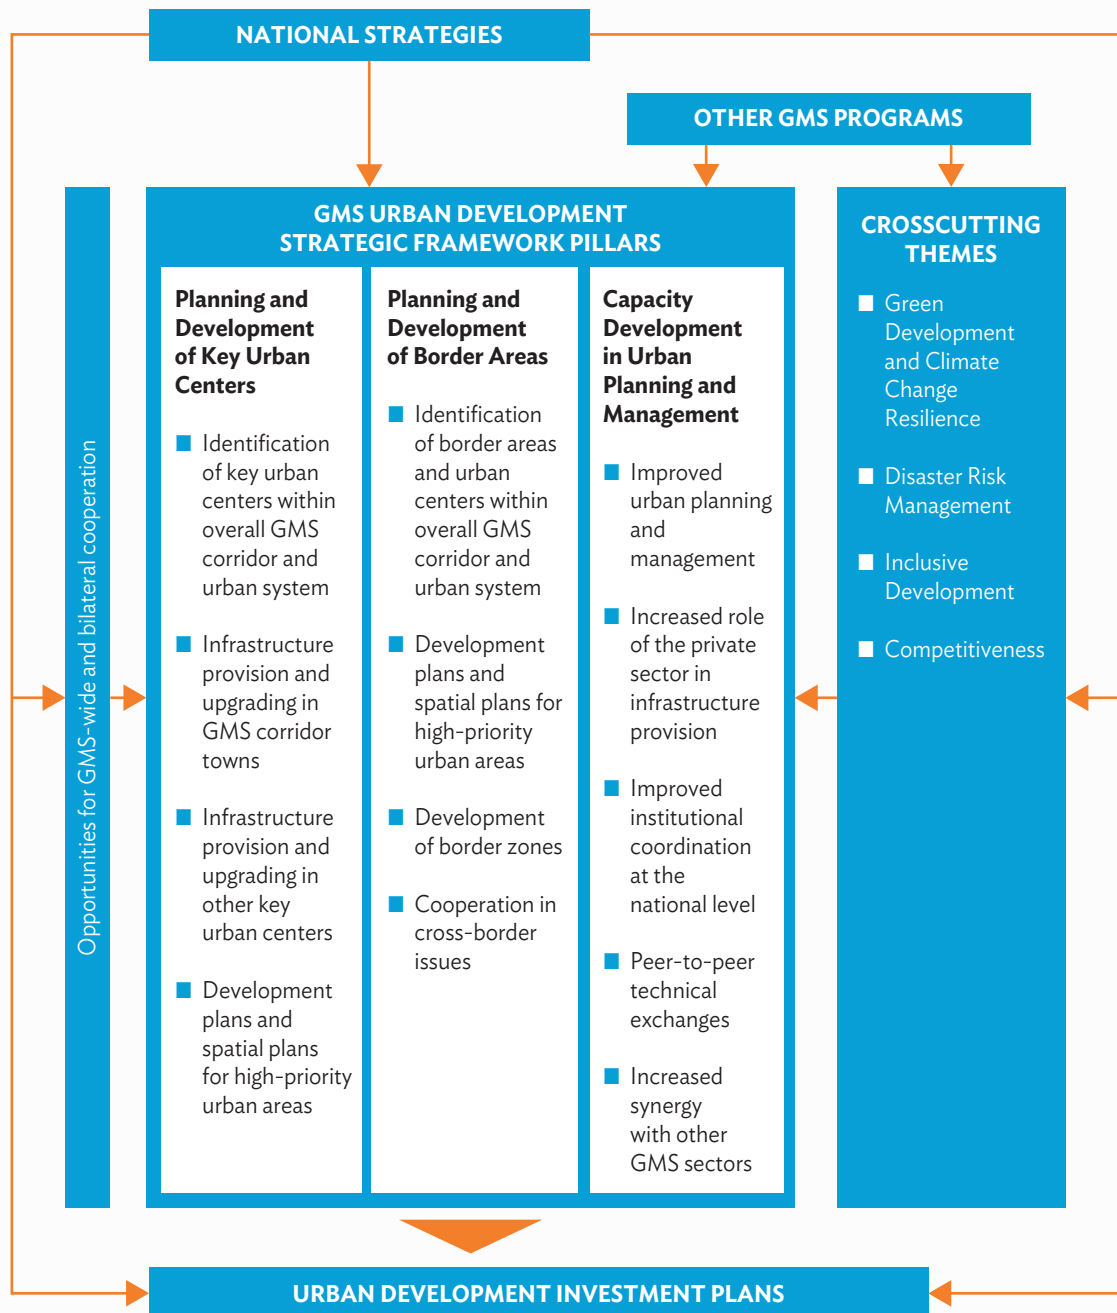 NATIONAL STRATEGIES
OTHER GMS PROGRAMS
Opportunities for GMS-wide and bilateral cooperation
GMS URBAN DEVELOPMENT
STRATEGIC FRAMEWORK PILLARS
Planning and
Development
of Key Urban
Centers
Identification
of key urban
centers within
overall GMS
corridor and
urban system
Infrastructure
provision and
upgrading in
GMS corridor
towns
Infrastructure
provision and
upgrading in
other key
urban centers
Development
plans and
spatial plans
for high-priority
urban areas
Planning and
Development
of Border Areas
Identification
of border areas
and urban
centers within
overall GMS
corridor and
urban system
Development
plans and
spatial plans for
high-priority
urban areas
Development
of border zones
Cooperation in
cross-border
issues
Capacity
Development
in Urban
Planning and
Management
Improved
urban planning
and
management
Increased role
of the private
sector in
infrastructure
provision
Improved
institutional
coordination
at the
national level
Peer-to-peer
technical
exchanges
Increased
synergy
with other
GMS sectors
CROSSCUTTING
THEMES
Green
Development
and Climate
Change
Resilience
Disaster Risk
Management
Inclusive
Development
Competitiveness
URBAN DEVELOPMENT INVESTMENT PLANS